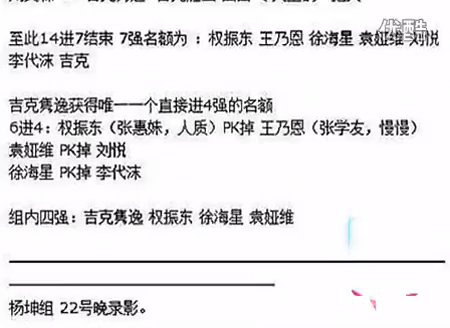 优酷
至此14进7结束 7强名额为 ：权振东 王乃恩 徐海星 袁娅维 刘悦
李代沫 吉克
吉克隽逸获得唯一一个直接进4强的名额
6进4：权振东（张惠妹，人质）PK掉 王乃恩（张学友，慢慢）
袁娅维 PK掉 刘悦
徐海星 PK掉 李代沫
组内四强：吉克隽逸 权振东 徐海星 袁娅维
杨坤组 22号晚录影。